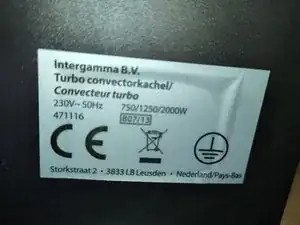 Intergamma B.V.
Turbo convectorkachel/
Convecteur turbo
230V~50Hz 750/1250/2000W
471116 807/13
CE
Storkstraat 2 • 3833 LB Leusden • Nederland/Pays-Bas